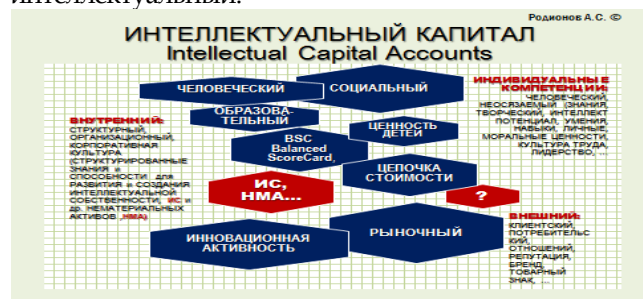 интеллектуальный.
Родионов А.С. ©
ИНТЕЛЛЕКТУАЛЬНЫЙ КАПИТАЛ
Intellectual Capital Accounts
ЧЕЛОВЕЧЕСКИЙ
СОЦИАЛЬНЫЙ
ОБРАЗОВА-
ТЕЛЬНЫЙ
ЦЕННОСТЬ
ДЕТЕЙ
BSC
Balanced
ScoreCard,
ЦЕПОЧКА
СТОИМОСТИ
ИС,
НМА...
?
ИННОВАЦИОННАЯ
АКТИВНОСТЬ
РЫНОЧНЫЙ
ВНУТРЕННИЙ:
СТРУКТУРНЫЙ,
ОРГАНИЗАЦИОННЫЙ,
КОРПОРАТИВНАЯ
КУЛЬТУРА
(СТРУКТУРИРОВАННЫЕ
ЗНАНИЯ и
СПОСОБНОСТИ для
РАЗВИТИЯ и СОЗДАНИЯ
ИНТЕЛЛЕКТУАЛЬНОЙ
СОБСТВЕННОСТИ, ИС и
др. НЕМАТЕРИАЛЬНЫХ
АКТИВОВ ,НМА)
ИНДИВИДУАЛЬНЫЕ
КОМПЕТЕНЦИИ:
ЧЕЛОВЕЧЕСКИЙ,
НЕОСЯЗАЕМЫЙ (ЗНАНИЯ,
ТВОРЧЕСКИЙ, ИНТЕЛЛЕКТ
ПОТЕНЦИАЛ, УМЕНИЯ,
НАВЫКИ, ЛИЧНЫЕ,
МОРАЛЬНЫЕ ЦЕННОСТИ,
КУЛЬТУРА ТРУДА,
ЛИДЕРСТВО, ...
ВНЕШНИЙ:
КЛИЕНТСКИЙ,
ПОТРЕБИТЕЛЬС
КИЙ,
ОТНОШЕНИЙ,
РЕПУТАЦИЯ,
БРЕНД,
ТОВАРНЫЙ
ЗНАК, ...